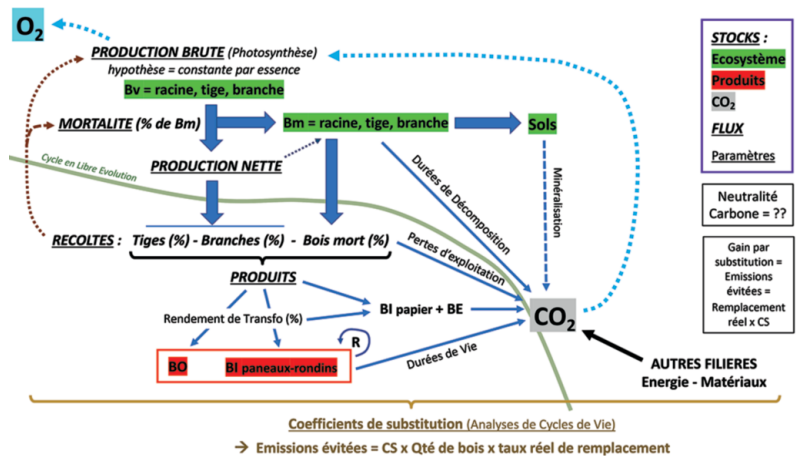 O2
PRODUCTION BRUTE (Photosynthèse)
hypothèse = constante par essence
Bv = racine, tige, branche
MORTALITE (% de Bm)
Bm = racine, tige, branche
Sols
Cycle en Libre Evolution
PRODUCTION NETTE
Durées de Décomposition
Minéralisation
RECOLTES : Tiges (%) - Branches (%) - Bois mort (%)
Pertes d'exploitation
PRODUITS
Rendement de Transfo (%)
BI papier + BE
CO2
R
BO
BI paneaux-rondins
Durées de Vie
AUTRES FILIERES
Energie - Matériaux
STOCKS :
Ecosystème
Produits
CO2
FLUX
Paramètres
Neutralité
Carbone = ??
Gain par
substitution =
Emissions
évitées =
Remplacement
réel x CS
Coefficients de substitution (Analyses de Cycles de Vie)
→ Emissions évitées = CS x Qté de bois x taux réel de remplacement